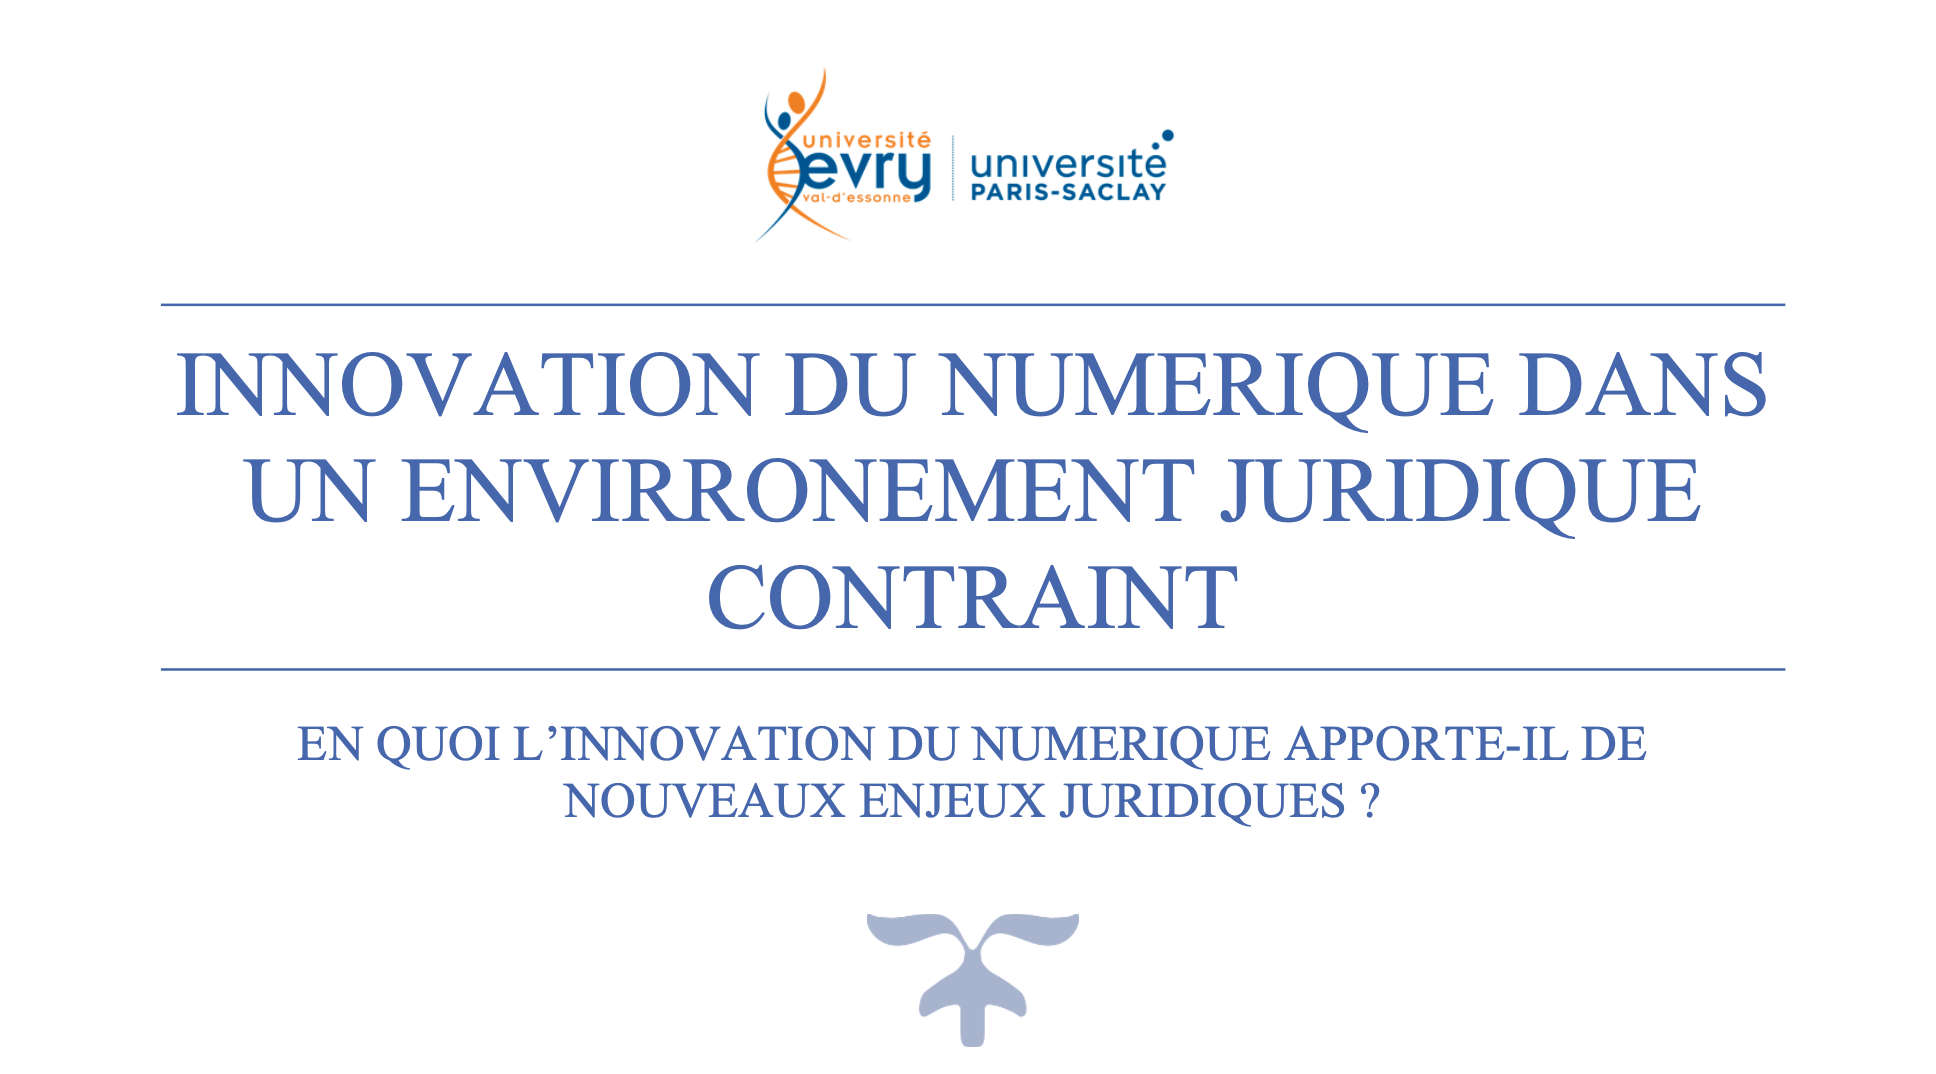 université
evry
val-d'essonne
université
PARIS-SACLAY
INNOVATION DU NUMERIQUE DANS
UN ENVIRRONEMENT JURIDIQUE
CONTRAINT
EN QUOI L’INNOVATION DU NUMERIQUE APPORTE-IL DE
NOUVEAUX ENJEUX JURIDIQUES ?